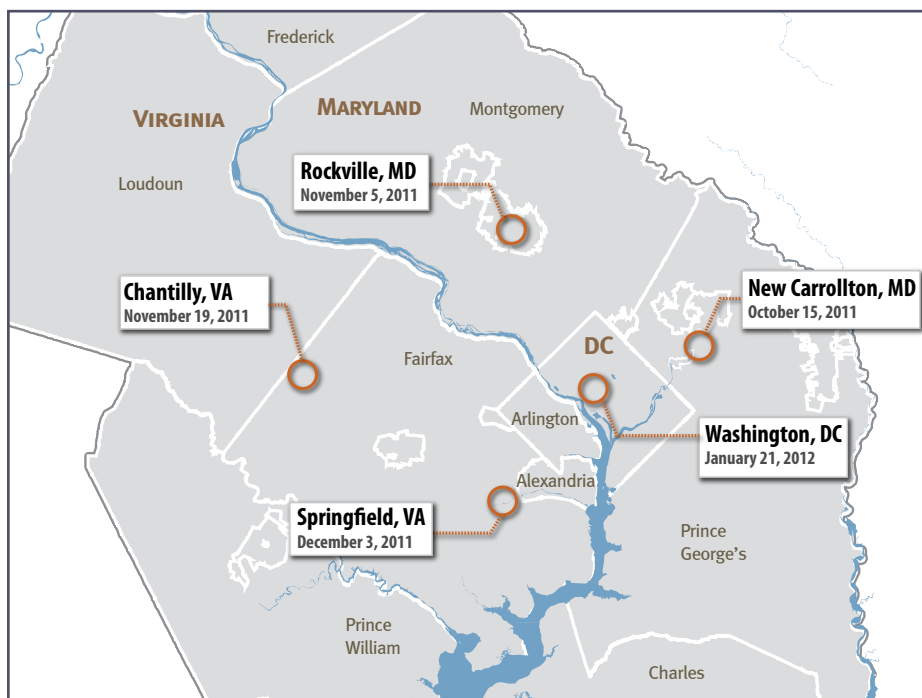 Frederick
MARYLAND
Montgomery
VIRGINIA
Loudoun
Rockville, MD
November 5, 2011
Chantilly, VA
November 19, 2011
New Carrollton, MD
October 15, 2011
Fairfax
DC
Arlington
Washington, DC
January 21, 2012
Alexandria
Springfield, VA
December 3, 2011
Prince
George's
Prince
William
Charles